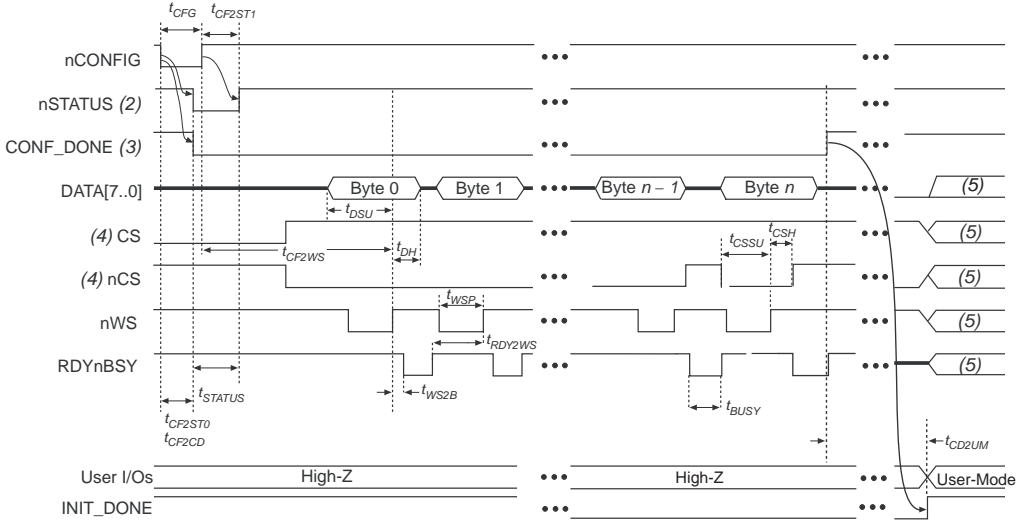 tCFG tCF2ST1
nCONFIG
nSTATUS (2)
CONF_DONE (3)
DATA[7..0] Byte 0 Byte 1 Byte n – 1 Byte n (5)
tDSU
(4) CS tCF2WS tDH tCSSU tCSH (5)
(4) nCS (5)
tWSP
nWS (5)
tRDY2WS
RDYnBSY (5)
tSTATUS tWS2B tBUSY
tCF2ST0
tCF2CD
tCD2UM
User I/Os High-Z High-Z User-Mode
INIT_DONE